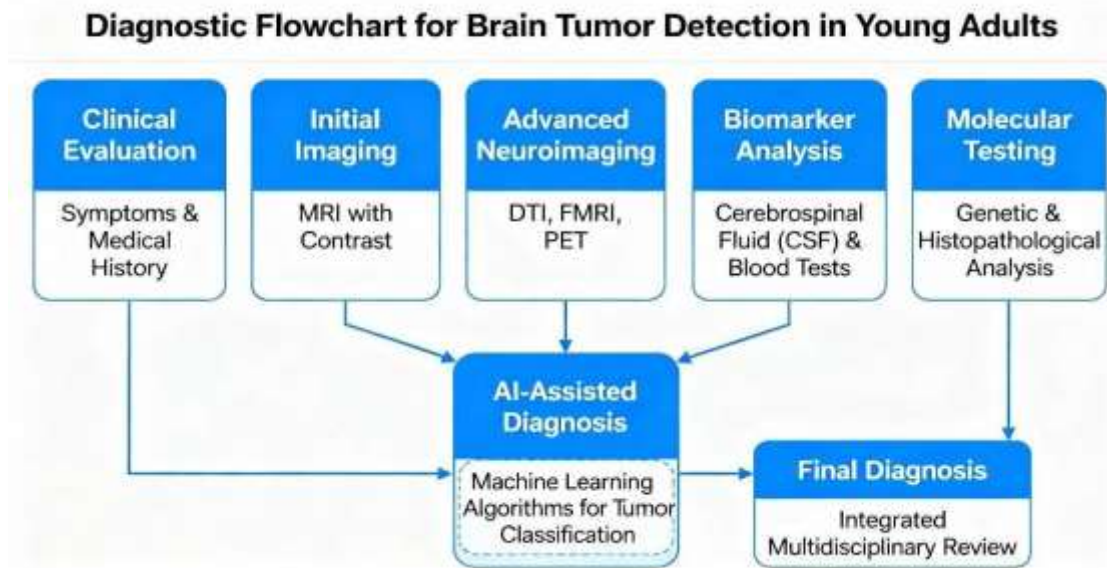 Diagnostic Flowchart for Brain Tumor Detection in Young Adults
Clinical
Evaluation
Symptoms &
Medical
History
Initial
Imaging
MRI with
Contrast
Advanced
Neuroimaging
DTI, FMRI,
PET
Biomarker
Analysis
Cerebrospinal
Fluid (CSF) &
Blood Tests
Molecular
Testing
Genetic &
Histopathological
Analysis
AI-Assisted
Diagnosis
Machine Learning
Algorithms for Tumor
Classification
Final Diagnosis
Integrated
Multidisciplinary Review